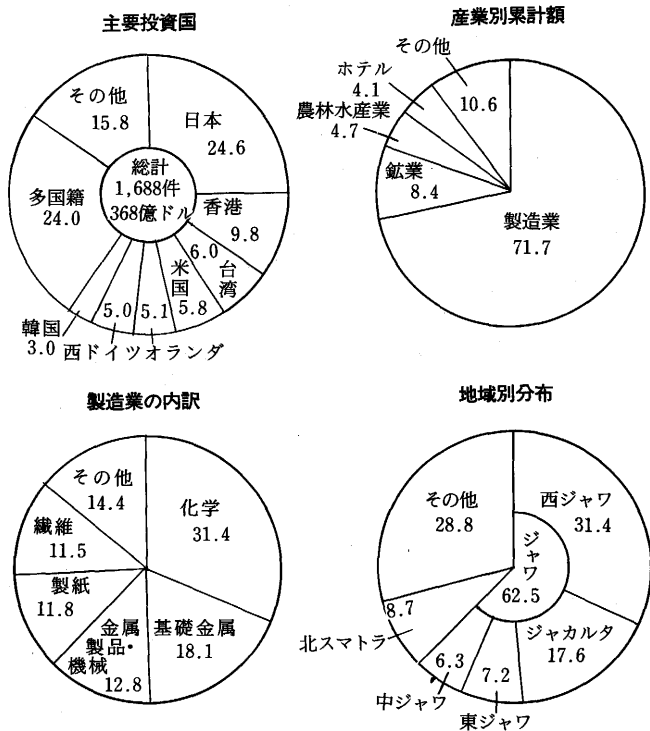 主要投資国
その他
15.8
日本
24.6
多国籍
24.0
総計
1,688件
368億ドル
香港
9.8
6.0
台湾
米国
5.8
5.1
5.0
韓国
3.0
西ドイツ
オランダ
産業別累計額
その他
10.6
ホテル
4.1
農林水産業
4.7
鉱業
8.4
製造業
71.7
製造業の内訳
その他
14.4
化学
31.4
繊維
11.5
製紙
11.8
金属
製品・
機械
12.8
基礎金属
18.1
地域別分布
その他
28.8
西ジャワ
31.4
ジャワ
62.5
8.7
北スマトラ
ジャカルタ
17.6
6.3
中ジャワ
7.2
東ジャワ